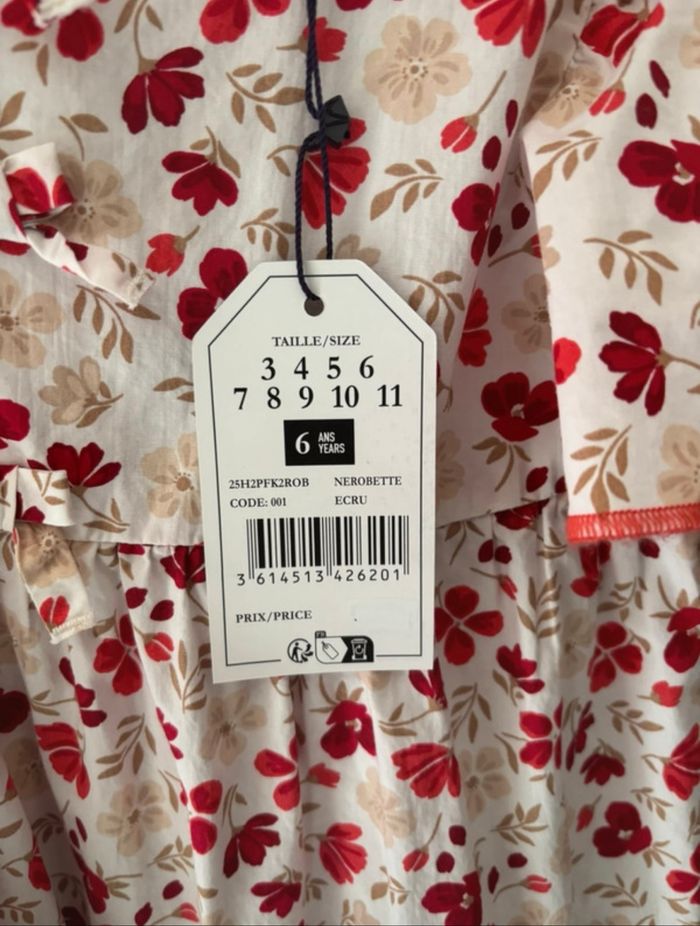 TAILLE/SIZE
3 4 5 6
7 8 9 10 11
6 ANS YEARS
25H2PFK2ROB NEROBETTE
CODE: 001 ECRU
3 614513 426201
PRIX/PRICE
FR